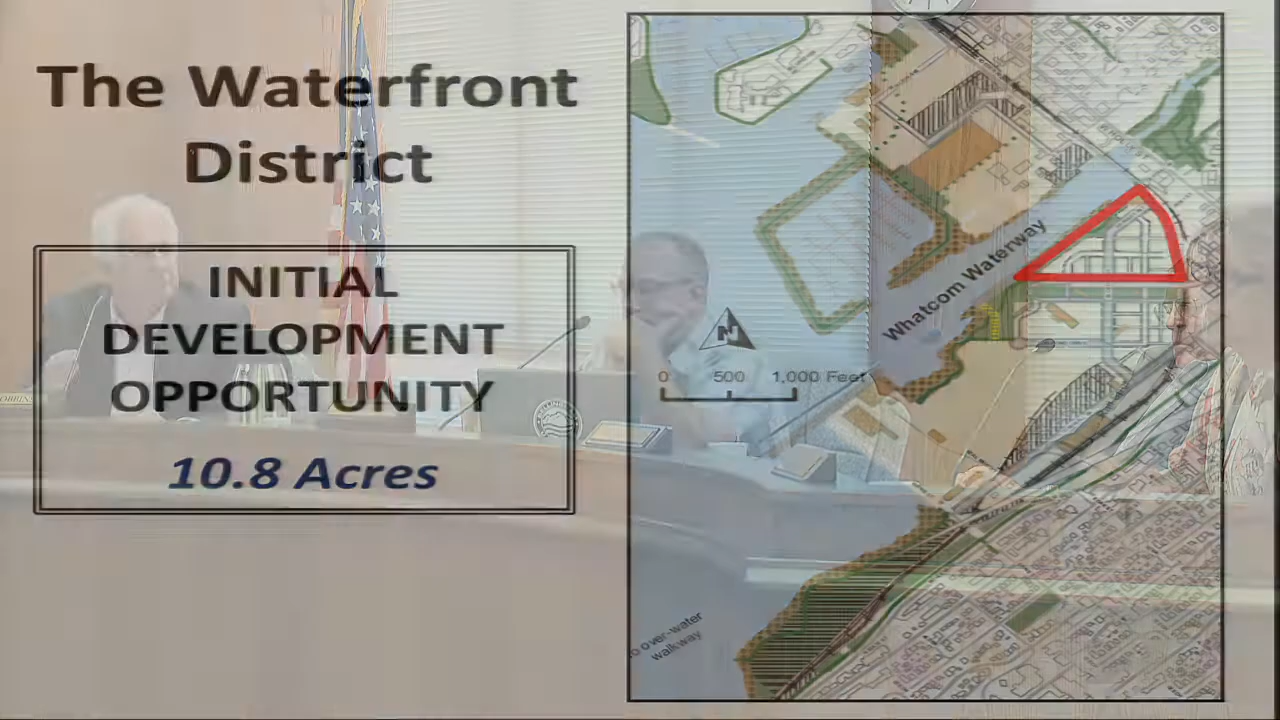 The Waterfront
District
INITIAL
DEVELOPMENT
OPPORTUNITY
10.8 Acres
Whatcom Waterway
N
0 500 1,000 Feet
o over-water
walkway